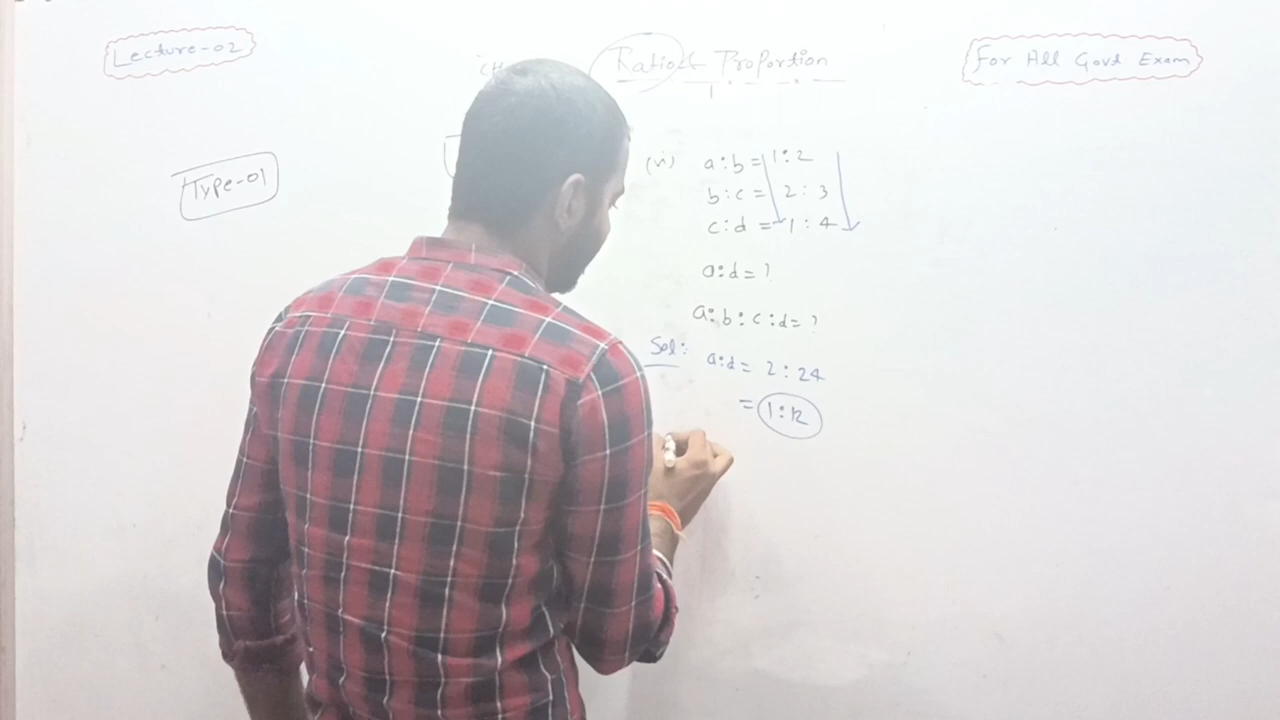 Lecture-02
Ratio & Proportion
For All Govt Exam
Type-01
(vi) a:b = 1:2
b:c = 2:3
c:d = 1:4
a:d = ?
a:b:c:d = ?
Sol: a:d = 2:24
= 1:12